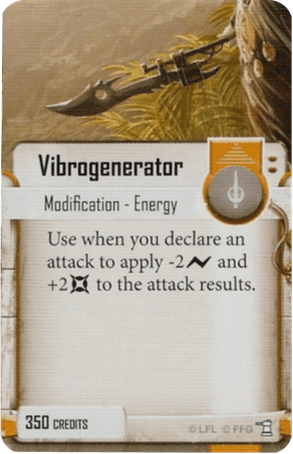 Vibrogenerator
Modification - Energy
Use when you declare an
attack to apply -2 and
+2 to the attack results.
350 CREDITS
© LFL © FFG